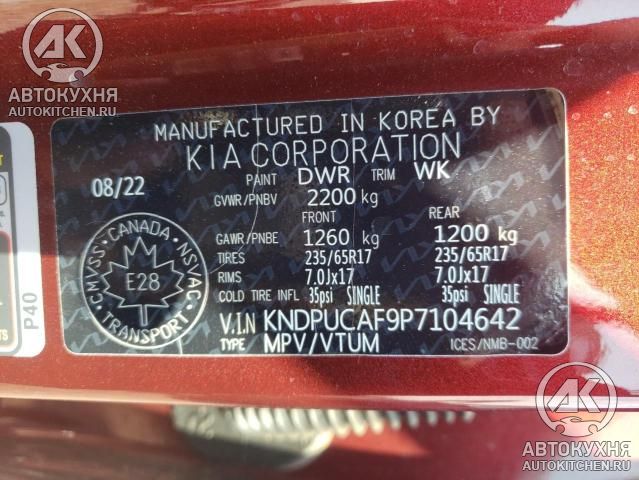 АК
АВТОКУХНЯ
AUTOKITCHEN.RU
MANUFACTURED IN KOREA BY
KIA CORPORATION
08/22
PAINT DWR TRIM WK
GVWR/PNBV 2200 kg
FRONT REAR
GAWR/PNBE 1260 kg 1200 kg
TIRES 235/65R17 235/65R17
RIMS 7.0Jx17 7.0Jx17
COLD TIRE INFL 35psi SINGLE 35psi SINGLE
V.I.N KNDPUCAF9P7104642
TYPE MPV/VTUM ICES/NMB-002
CANADA
CMVSS
NSVAC
E28
TRANSPORT
P40
АК
АВТОКУХНЯ
AUTOKITCHEN.RU